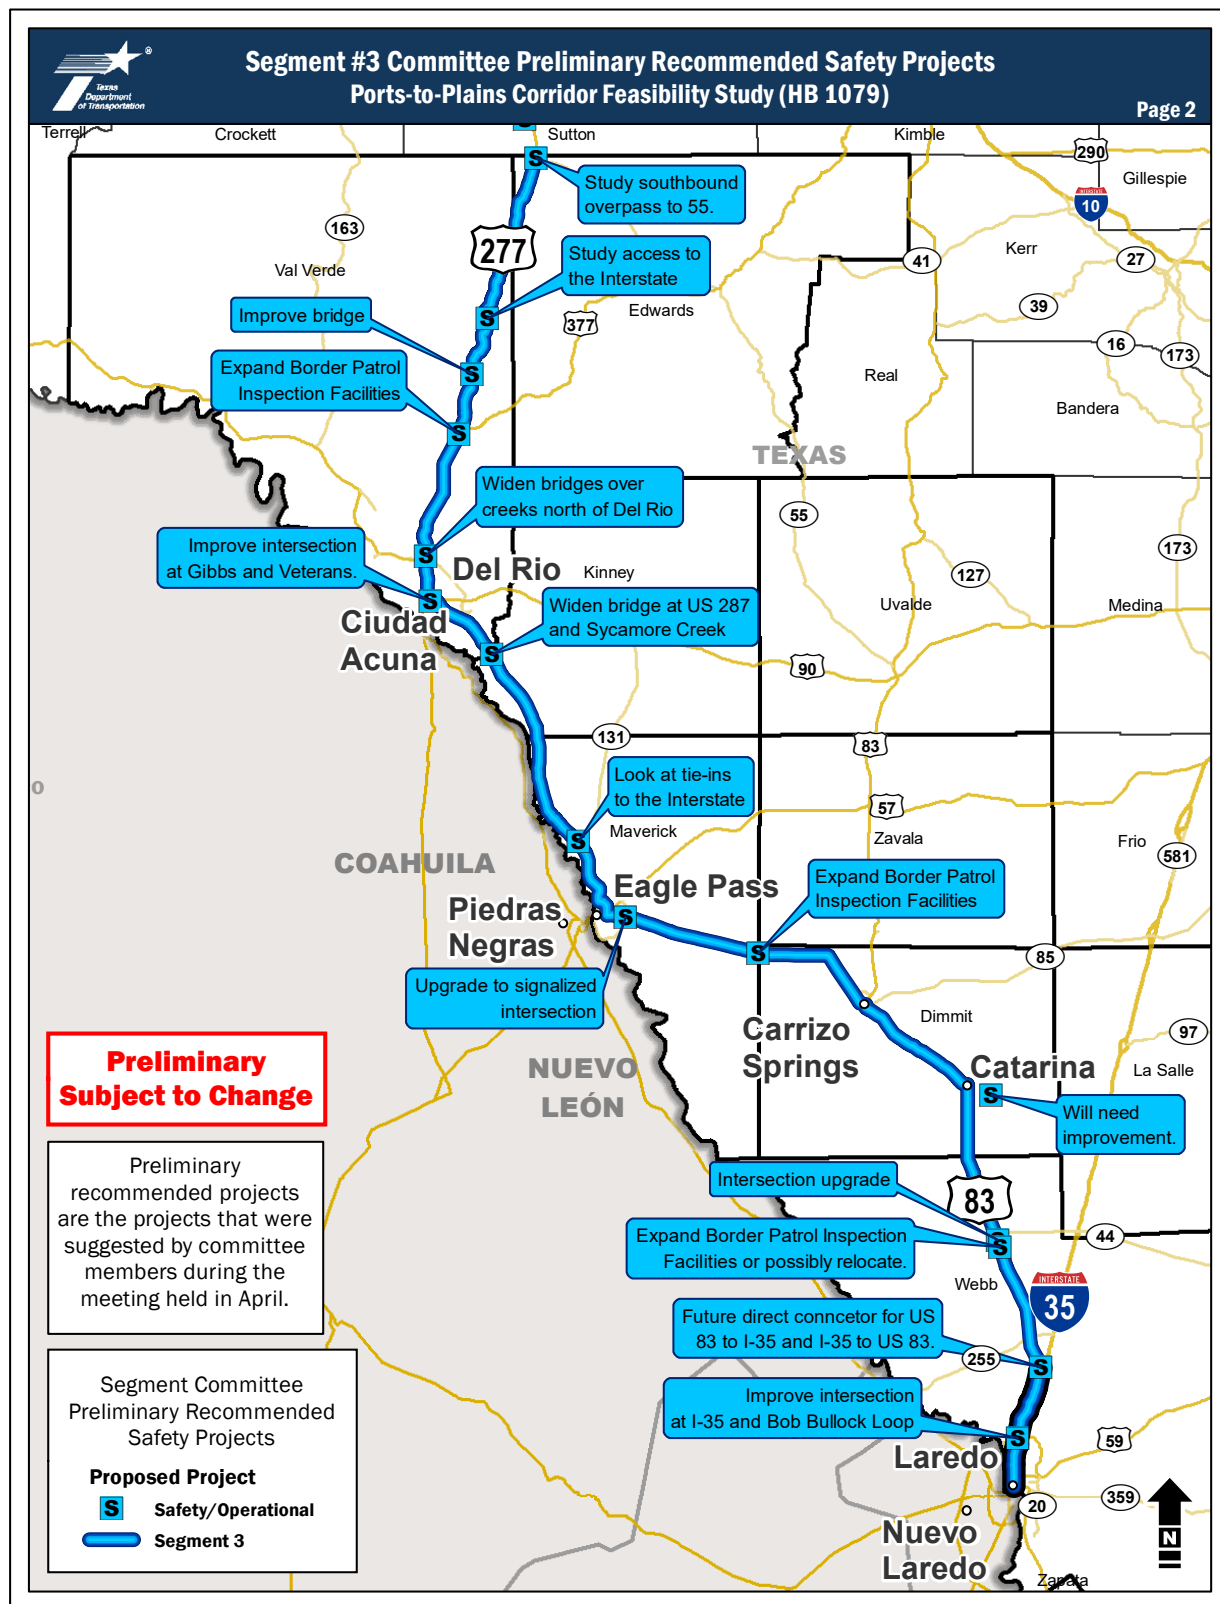 Texas
Department
of Transportation
®
Segment #3 Committee Preliminary Recommended Safety Projects
Ports-to-Plains Corridor Feasibility Study (HB 1079)
Page 2
Terrell
Crockett
S
Sutton
Kimble
290
Gillespie
S
Study southbound
overpass to 55.
INTERSTATE
10
163
277
Val Verde
Study access to
the Interstate
41
Kerr
27
Improve bridge
S
377
Edwards
39
16
173
Expand Border Patrol
Inspection Facilities
S
Real
Bandera
S
TEXAS
Widen bridges over
creeks north of Del Rio
55
Improve intersection
at Gibbs and Veterans.
S
Del Rio
Kinney
173
127
S
Ciudad
Acuna
Widen bridge at US 287
and Sycamore Creek
Uvalde
Medina
S
90
131
83
Look at tie-ins
to the Interstate
57
S
Maverick
Zavala
Frio
581
COAHUILA
o
Eagle Pass
Expand Border Patrol
Inspection Facilities
Piedras
Negras
S
S
85
Upgrade to signalized
intersection
Carrizo
Springs
Dimmit
97
Preliminary
Subject to Change
NUEVO
LEÓN
Catarina
La Salle
S
Will need
improvement.
Preliminary
recommended projects
are the projects that were
suggested by committee
members during the
meeting held in April.
Intersection upgrade
83
S
Expand Border Patrol Inspection
Facilities or possibly relocate.
S
44
Webb
INTERSTATE
35
Future direct conncetor for US
83 to I-35 and I-35 to US 83.
255
S
Improve intersection
at I-35 and Bob Bullock Loop
S
59
Laredo
20
359
Nuevo
Laredo
N
Zapata
Segment Committee
Preliminary Recommended
Safety Projects
Proposed Project
S
Safety/Operational
Segment 3